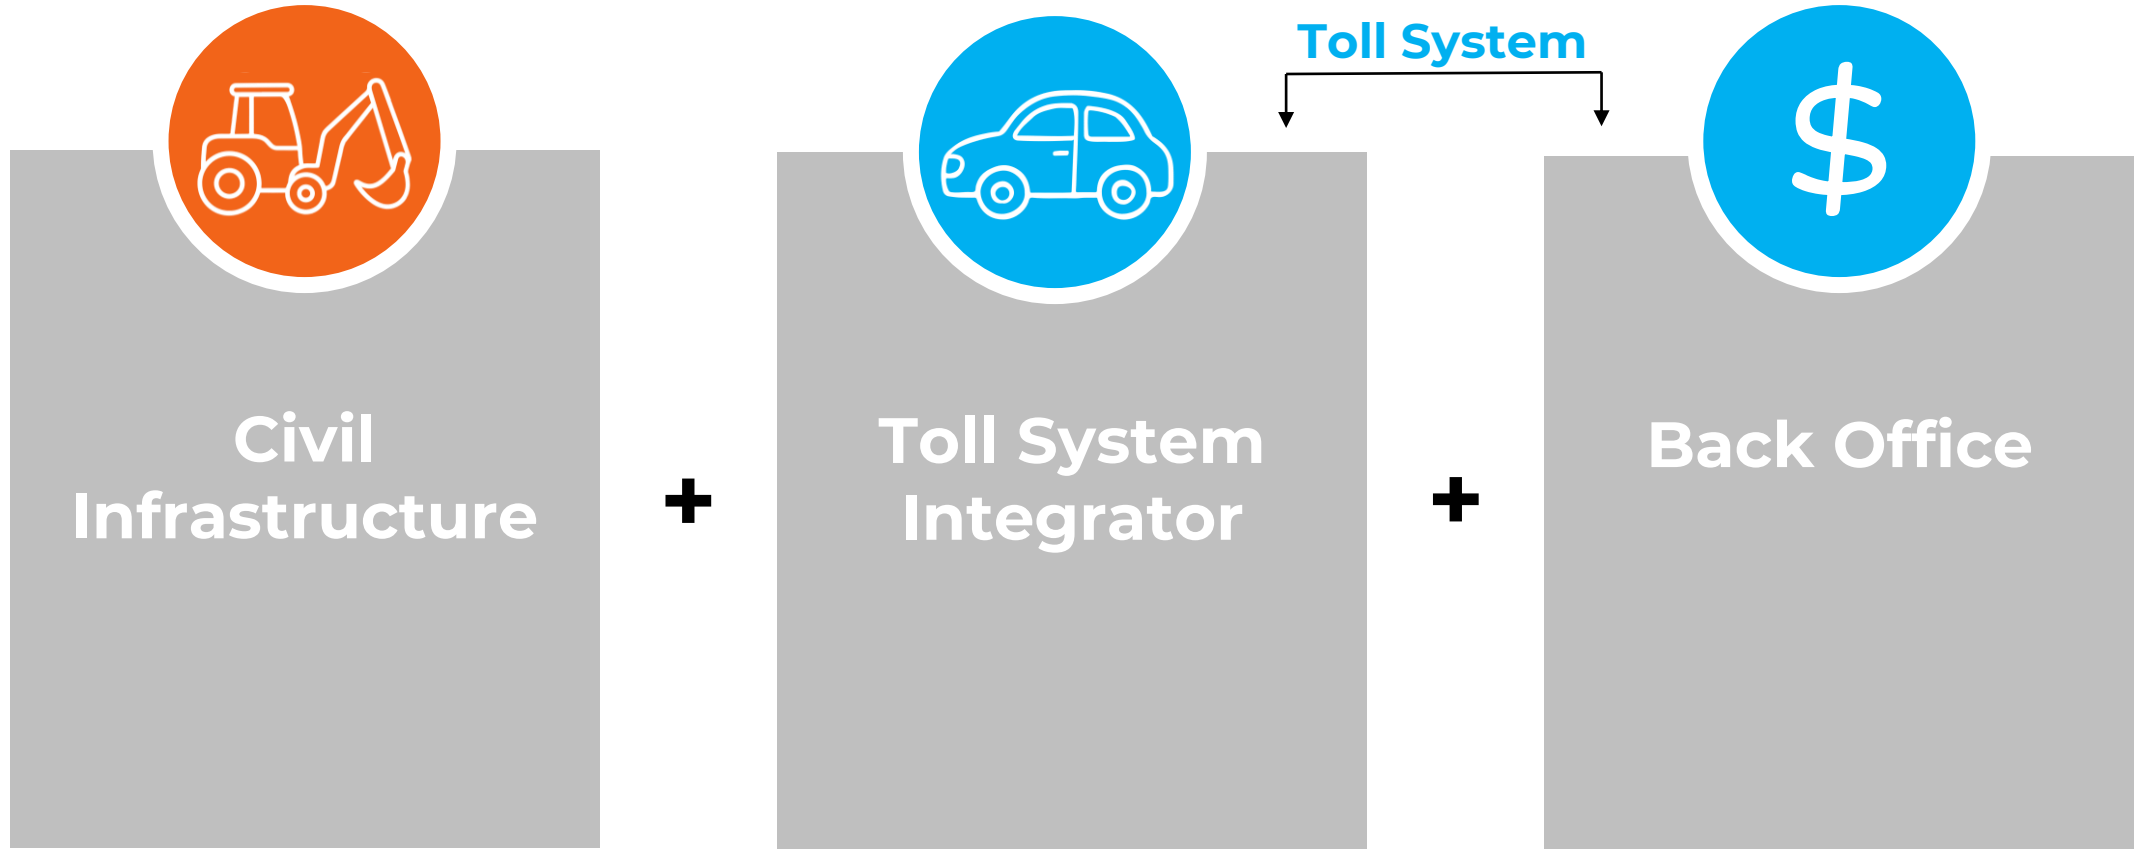 Toll System
$
Civil
Infrastructure
+
Toll System
Integrator
+
Back Office